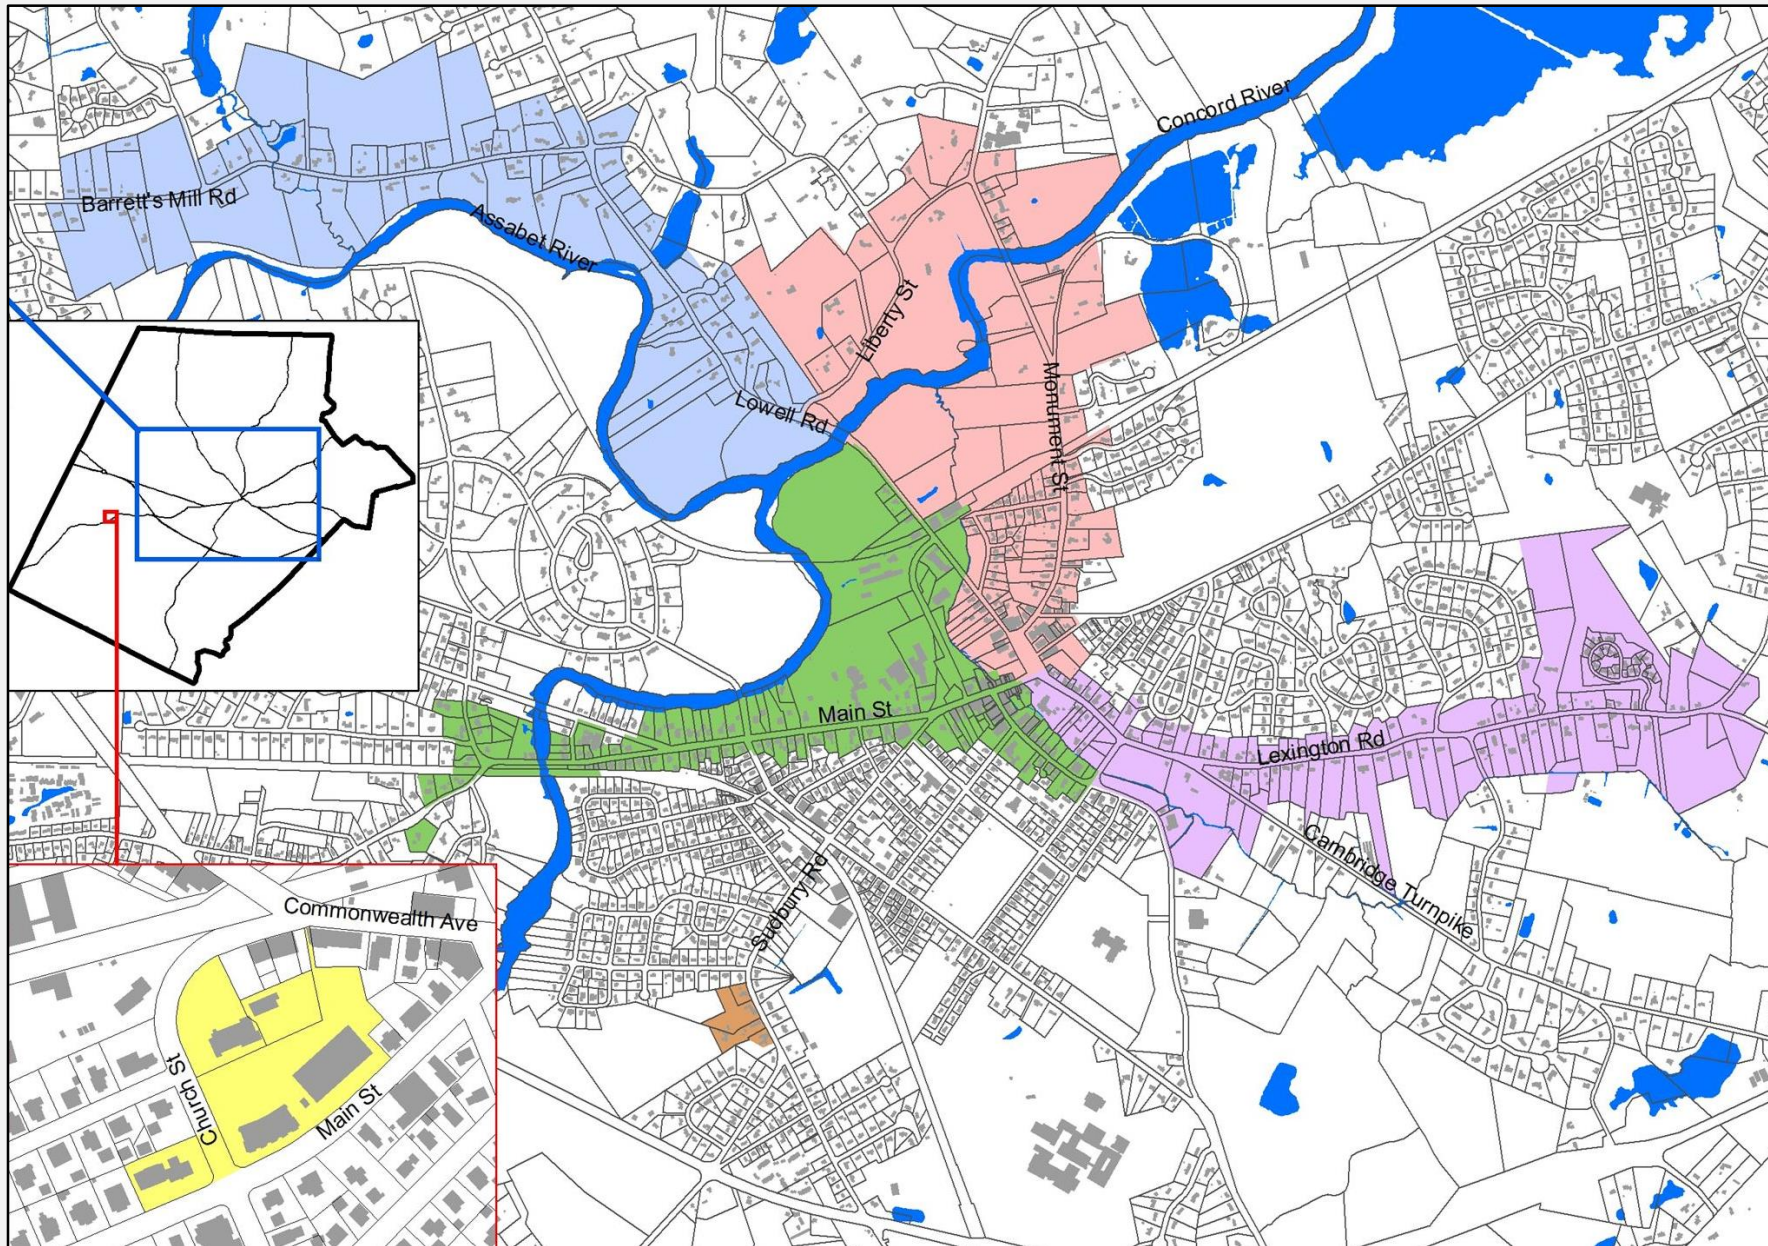 Concord River
Barrett's Mill Rd
Assabet River
Liberty St
Lowell Rd
Monument St
Main St
Lexington Rd
Cambridge Turnpike
Sudbury Rd
Commonwealth Ave
Church St
Main St